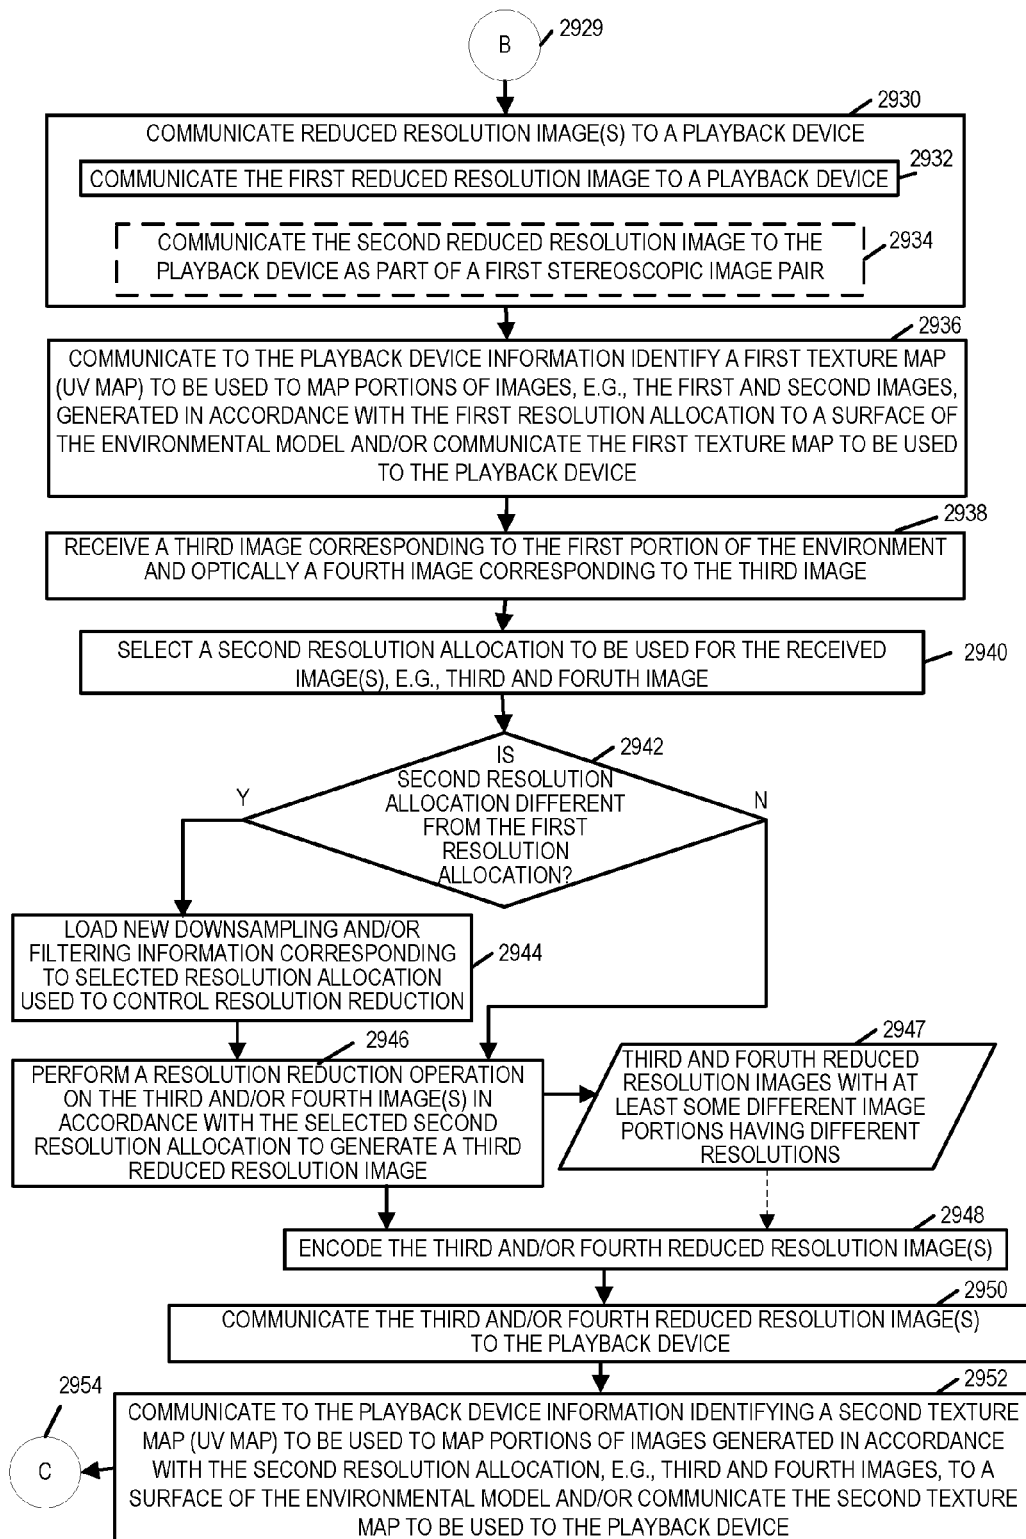 B
2929
2930
COMMUNICATE REDUCED RESOLUTION IMAGE(S) TO A PLAYBACK DEVICE
2932
COMMUNICATE THE FIRST REDUCED RESOLUTION IMAGE TO A PLAYBACK DEVICE
COMMUNICATE THE SECOND REDUCED RESOLUTION IMAGE TO THE
PLAYBACK DEVICE AS PART OF A FIRST STEREOSCOPIC IMAGE PAIR
2934
2936
COMMUNICATE TO THE PLAYBACK DEVICE INFORMATION IDENTIFY A FIRST TEXTURE MAP
(UV MAP) TO BE USED TO MAP PORTIONS OF IMAGES, E.G., THE FIRST AND SECOND IMAGES,
GENERATED IN ACCORDANCE WITH THE FIRST RESOLUTION ALLOCATION TO A SURFACE OF
THE ENVIRONMENTAL MODEL AND/OR COMMUNICATE THE FIRST TEXTURE MAP TO BE USED
TO THE PLAYBACK DEVICE
2938
RECEIVE A THIRD IMAGE CORRESPONDING TO THE FIRST PORTION OF THE ENVIRONMENT
AND OPTICALLY A FOURTH IMAGE CORRESPONDING TO THE THIRD IMAGE
SELECT A SECOND RESOLUTION ALLOCATION TO BE USED FOR THE RECEIVED
IMAGE(S), E.G., THIRD AND FORUTH IMAGE
2940
2942
IS
SECOND RESOLUTION
ALLOCATION DIFFERENT
FROM THE FIRST
RESOLUTION
ALLOCATION?
Y
N
LOAD NEW DOWNSAMPLING AND/OR
FILTERING INFORMATION CORRESPONDING
TO SELECTED RESOLUTION ALLOCATION
USED TO CONTROL RESOLUTION REDUCTION
2944
2946
PERFORM A RESOLUTION REDUCTION OPERATION
ON THE THIRD AND/OR FOURTH IMAGE(S) IN
ACCORDANCE WITH THE SELECTED SECOND
RESOLUTION ALLOCATION TO GENERATE A THIRD
REDUCED RESOLUTION IMAGE
2947
THIRD AND FORUTH REDUCED
RESOLUTION IMAGES WITH AT
LEAST SOME DIFFERENT IMAGE
PORTIONS HAVING DIFFERENT
RESOLUTIONS
2948
ENCODE THE THIRD AND/OR FOURTH REDUCED RESOLUTION IMAGE(S)
2950
COMMUNICATE THE THIRD AND/OR FOURTH REDUCED RESOLUTION IMAGE(S)
TO THE PLAYBACK DEVICE
2952
COMMUNICATE TO THE PLAYBACK DEVICE INFORMATION IDENTIFYING A SECOND TEXTURE
MAP (UV MAP) TO BE USED TO MAP PORTIONS OF IMAGES GENERATED IN ACCORDANCE
WITH THE SECOND RESOLUTION ALLOCATION, E.G., THIRD AND FOURTH IMAGES, TO A
SURFACE OF THE ENVIRONMENTAL MODEL AND/OR COMMUNICATE THE SECOND TEXTURE
MAP TO BE USED TO THE PLAYBACK DEVICE
2954
C